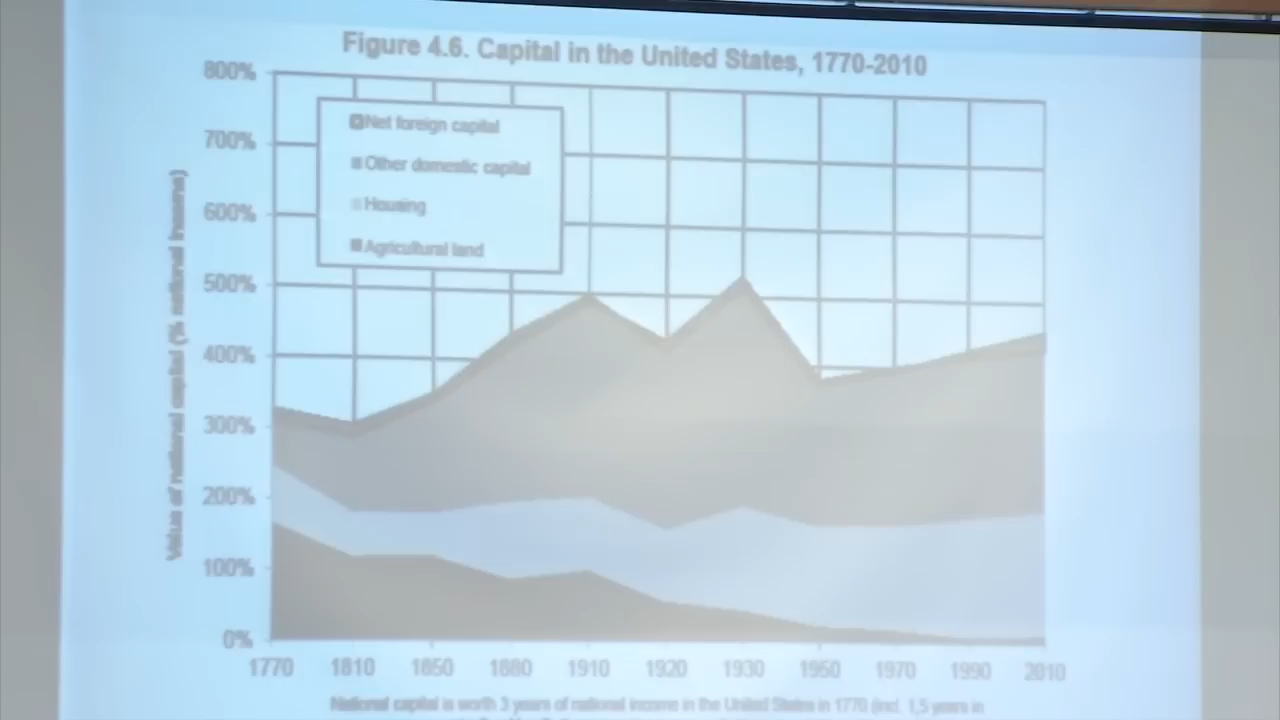 Figure 4.6. Capital in the United States, 1770-2010
800%
700%
600%
500%
400%
300%
200%
100%
0%
Value of national capital (% national income)
Net foreign capital
Other domestic capital
Housing
Agricultural land
1770 1810 1850 1880 1910 1920 1930 1950 1970 1990 2010
National capital is worth 3 years of national income in the United States in 1770 (incl. 1,5 years in